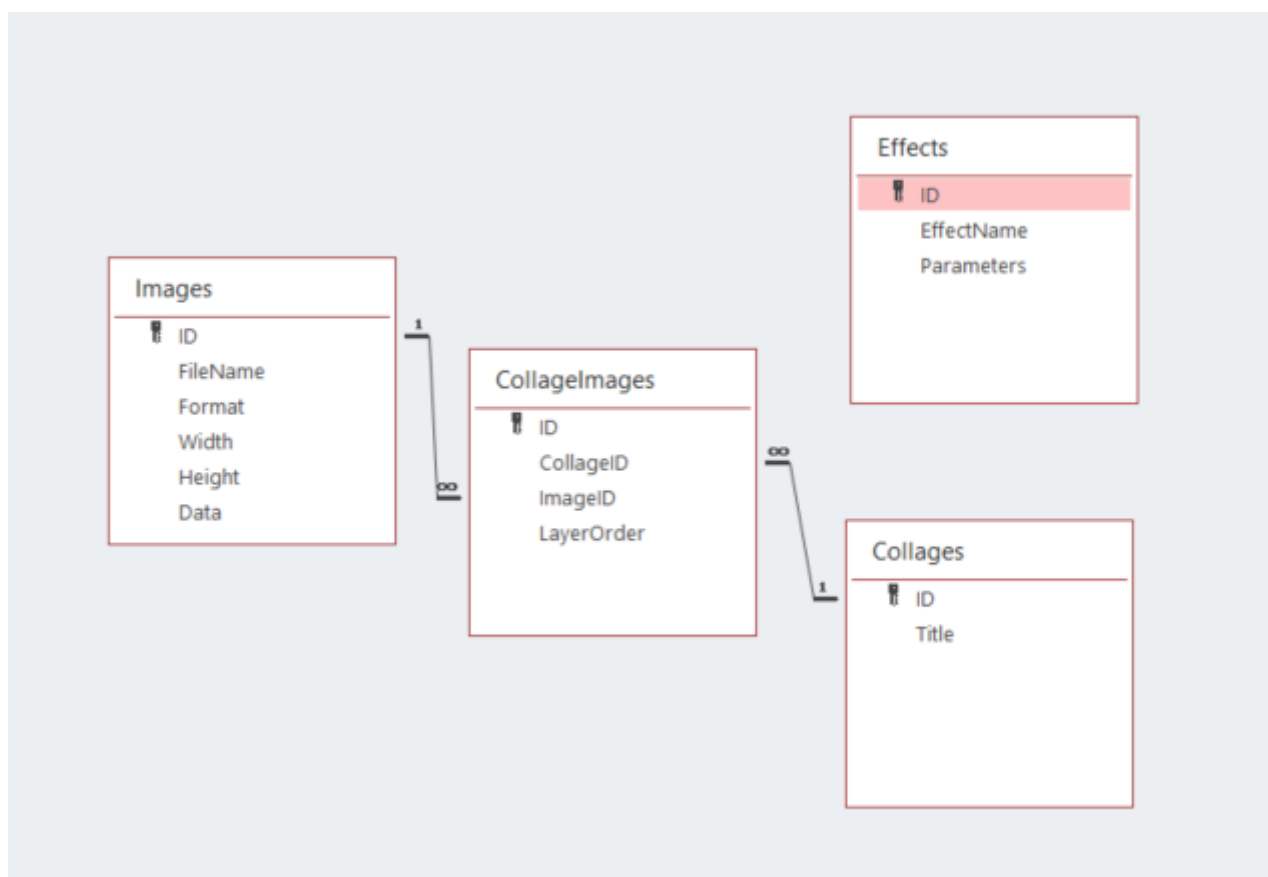 Effects
ID
EffectName
Parameters
Images
ID
FileName
Format
Width
Height
Data
1
∞
CollageImages
ID
CollageID
ImageID
LayerOrder
∞
1
Collages
ID
Title